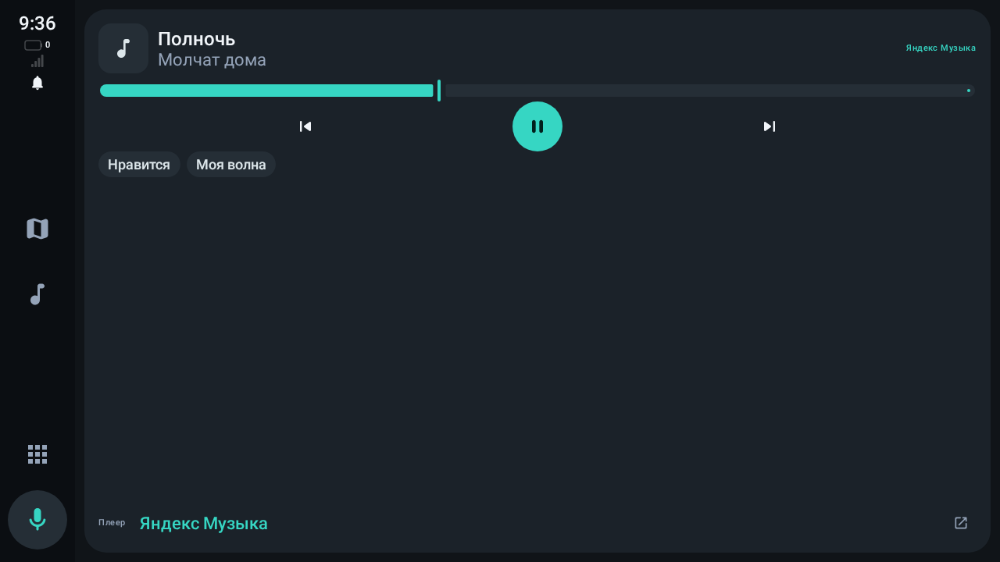 9:36
0
Полночь
Молчат дома
Яндекс Музыка
Нравится
Моя волна
Плеер
Яндекс Музыка